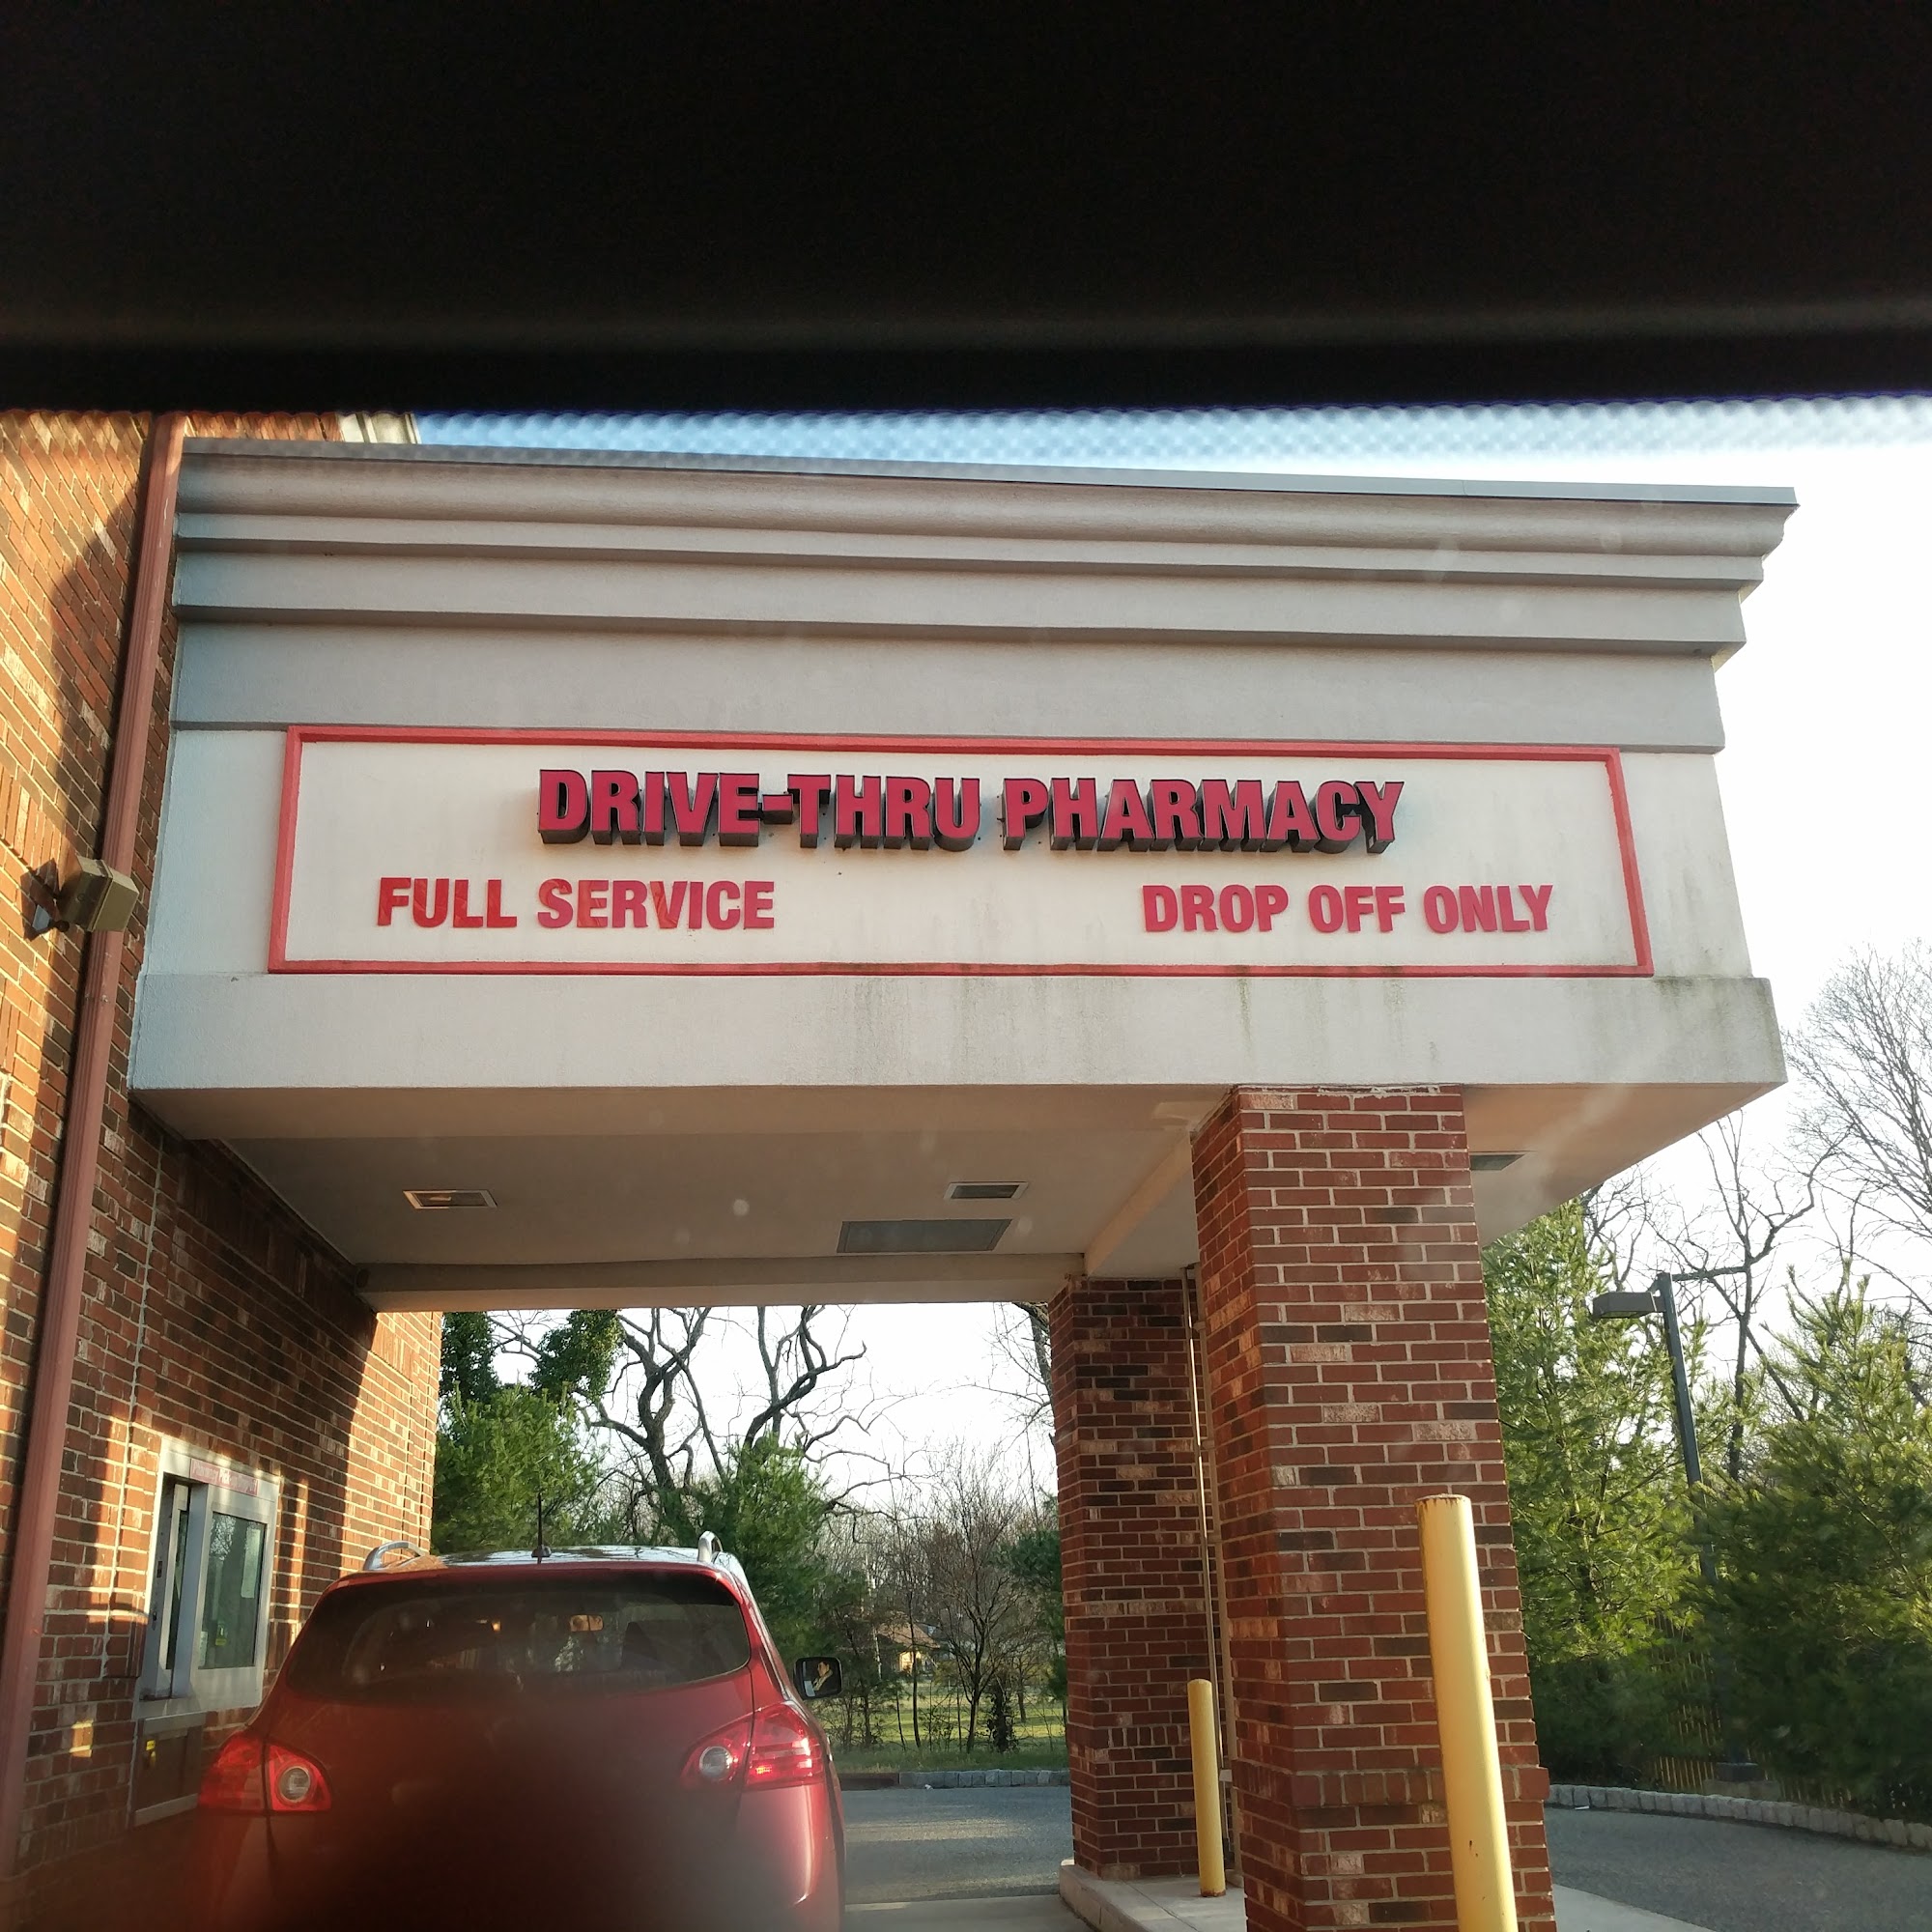 DRIVE-THRU PHARMACY
FULL SERVICE DROP OFF ONLY